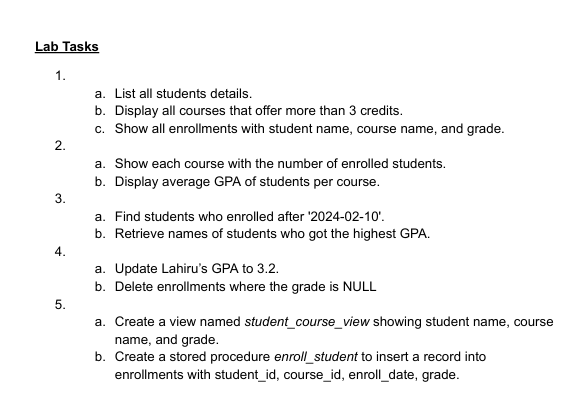 Lab Tasks
1.
a. List all students details.
b. Display all courses that offer more than 3 credits.
c. Show all enrollments with student name, course name, and grade.
2.
a. Show each course with the number of enrolled students.
b. Display average GPA of students per course.
3.
a. Find students who enrolled after '2024-02-10'.
b. Retrieve names of students who got the highest GPA.
4.
a. Update Lahiru’s GPA to 3.2.
b. Delete enrollments where the grade is NULL
5.
a. Create a view named student_course_view showing student name, course
name, and grade.
b. Create a stored procedure enroll_student to insert a record into
enrollments with student_id, course_id, enroll_date, grade.